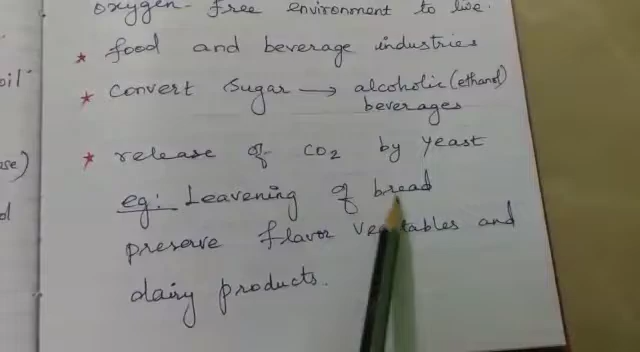 oxygen-free environment to live.
* food and beverage industries
* convert sugar → alcoholic (ethanol)
beverages
* release of CO2 by yeast
eg: Leavening of bread
preserve flavor vegetables and
dairy products.